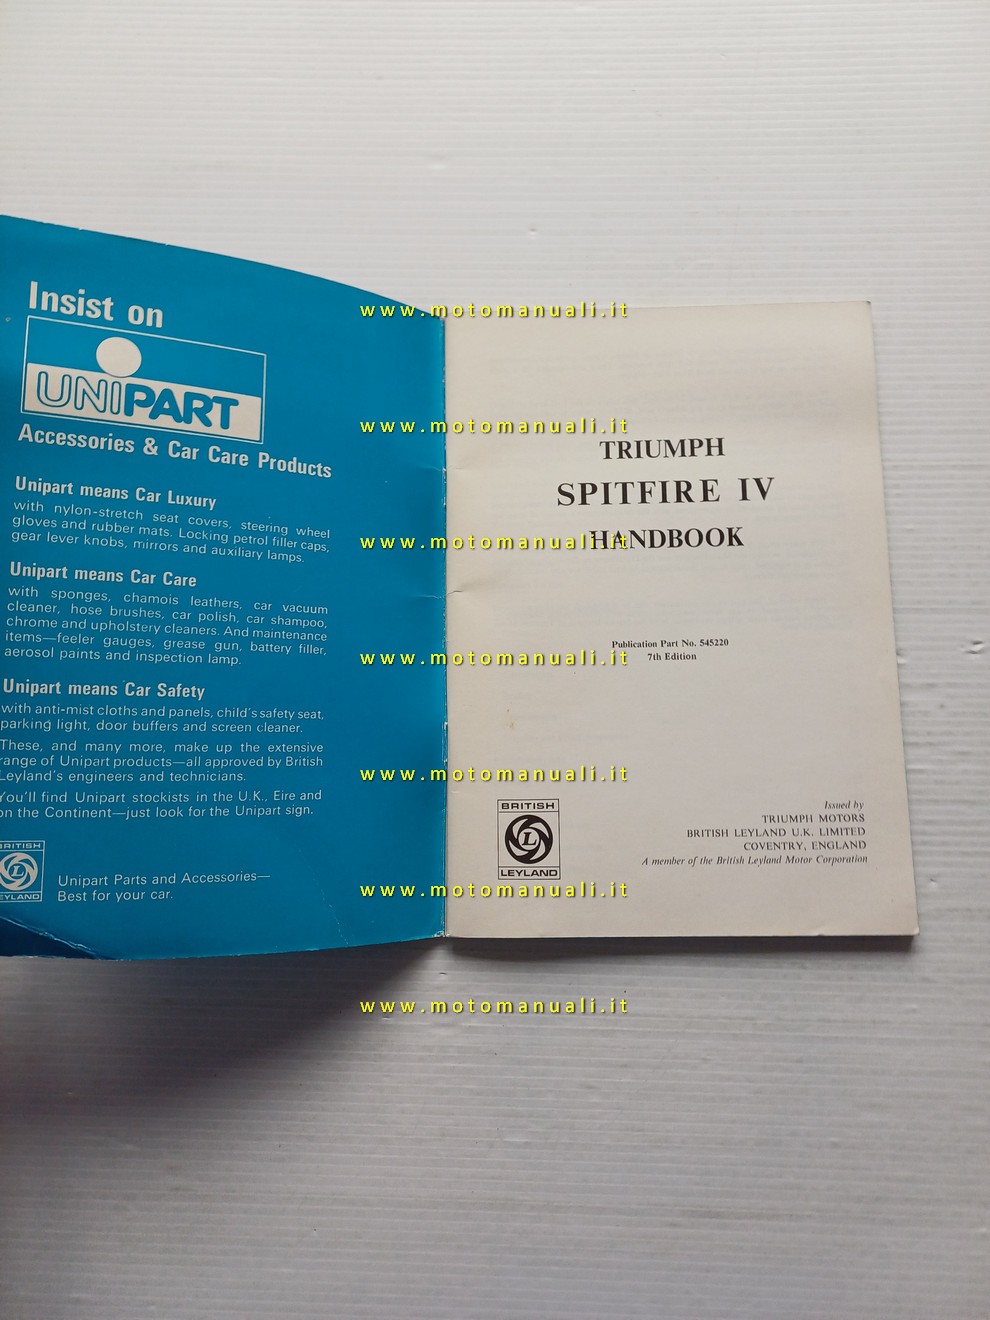 Insist on
UNIPART
Accessories & Car Care Products
Unipart means Car Luxury
with nylon-stretch seat covers, steering wheel
gloves and rubber mats. Locking petrol filler caps,
gear lever knobs, mirrors and auxiliary lamps.
Unipart means Car Care
with sponges, chamois leathers, car vacuum
cleaner, hose brushes, car polish, car shampoo,
chrome and upholstery cleaners. And maintenance
items—feeler gauges, grease gun, battery filler,
aerosol paints and inspection lamp.
Unipart means Car Safety
with anti-mist cloths and panels, child's safety seat,
parking light, door buffers and screen cleaner.
These, and many more, make up the extensive
range of Unipart products—all approved by British
Leyland's engineers and technicians.
You'll find Unipart stockists in the U.K., Eire and
on the Continent—just look for the Unipart sign.
BRITISH
L
LEYLAND
Unipart Parts and Accessories—
Best for your car.
TRIUMPH
SPITFIRE IV
HANDBOOK
Publication Part No. 545220
7th Edition
BRITISH
L
LEYLAND
Issued by
TRIUMPH MOTORS
BRITISH LEYLAND U.K. LIMITED
COVENTRY, ENGLAND
A member of the British Leyland Motor Corporation
www.motomanuali.it
www.motomanuali.it
www.motomanuali.it
www.motomanuali.it
www.motomanuali.it
www.motomanuali.it
www.motomanuali.it